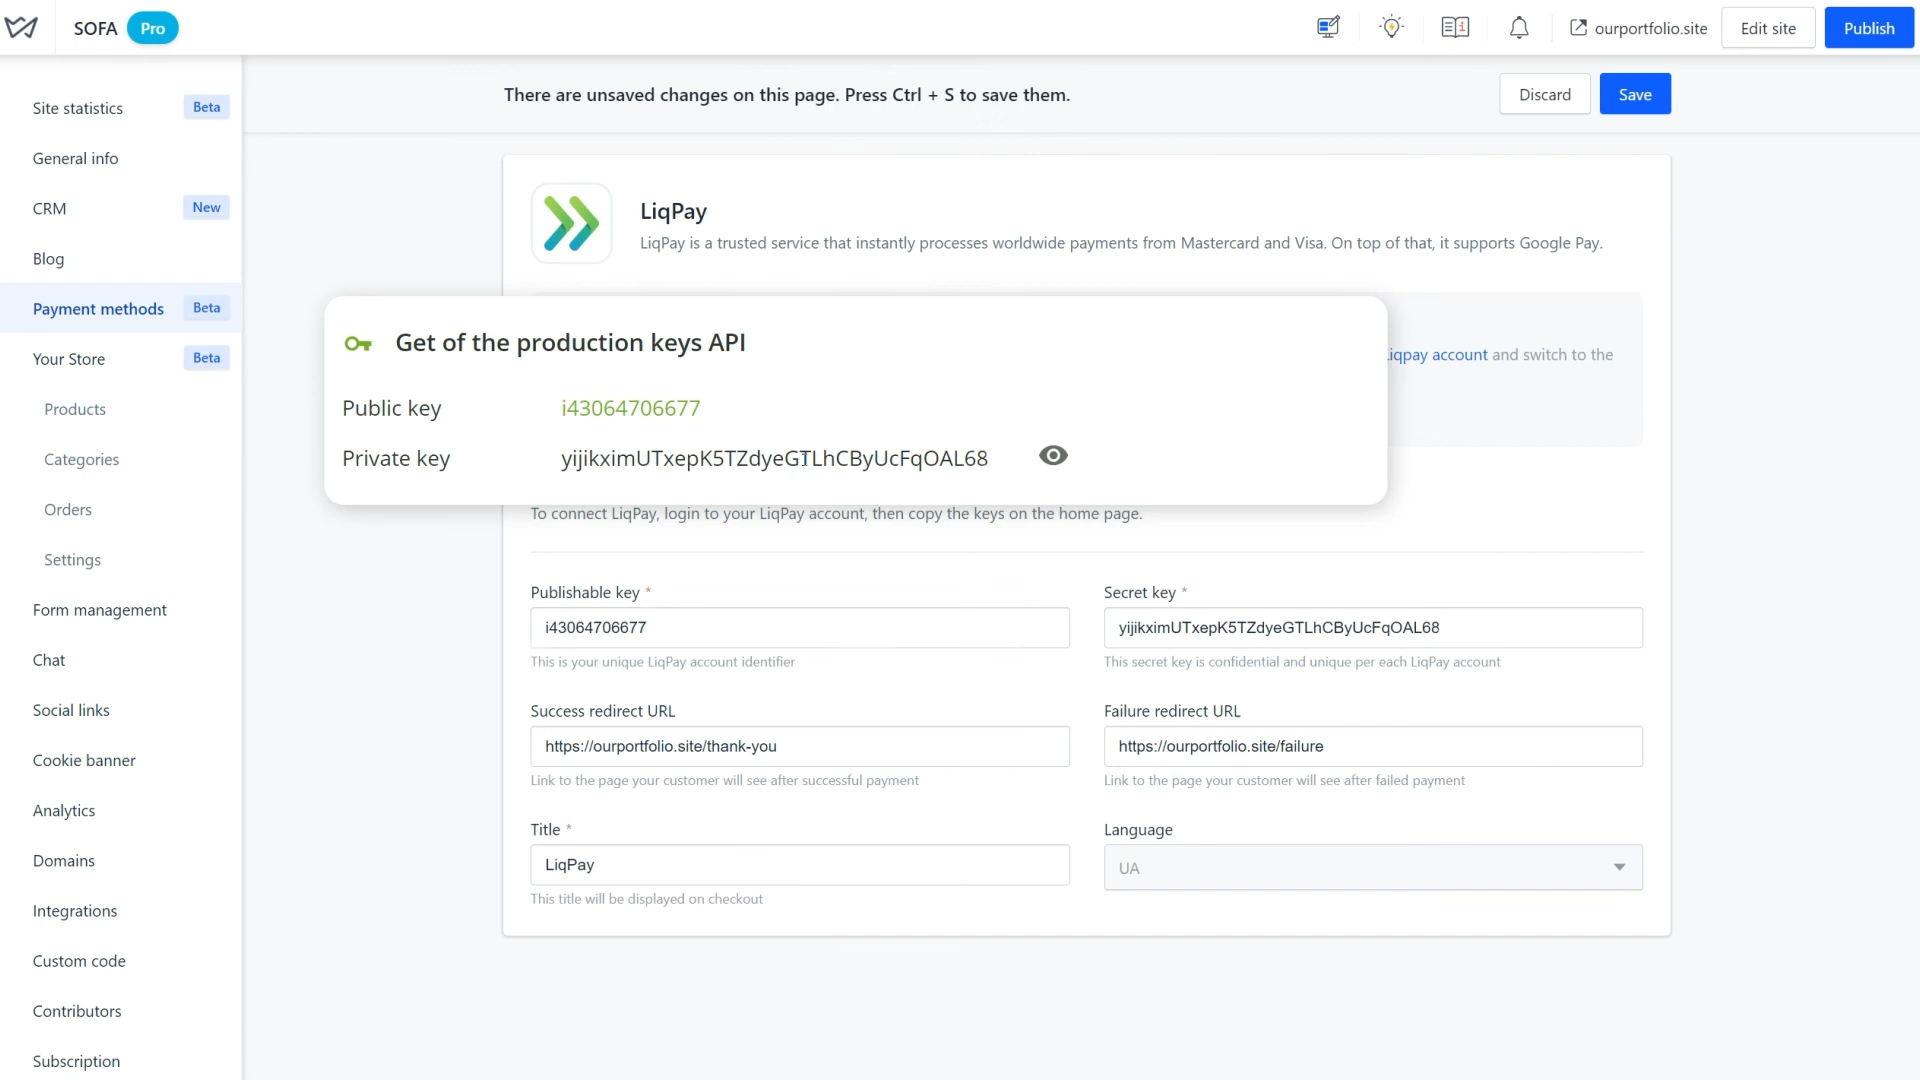 SOFA Pro
ourportfolio.site
Edit site
Publish
There are unsaved changes on this page. Press Ctrl + S to save them.
Discard
Save
Site statistics Beta
General info
CRM New
Blog
Payment methods Beta
Your Store Beta
Products
Categories
Orders
Settings
Form management
Chat
Social links
Cookie banner
Analytics
Domains
Integrations
Custom code
Contributors
Subscription
LiqPay
LiqPay is a trusted service that instantly processes worldwide payments from Mastercard and Visa. On top of that, it supports Google Pay.
Get of the production keys API
Public key i43064706677
Private key yijikximUTxepK5TZdyeGTLhCByUcFqOAL68
iqpay account and switch to the
To connect LiqPay, login to your LiqPay account, then copy the keys on the home page.
Publishable key *
i43064706677
This is your unique LiqPay account identifier
Secret key *
yijikximUTxepK5TZdyeGTLhCByUcFqOAL68
This secret key is confidential and unique per each LiqPay account
Success redirect URL
https://ourportfolio.site/thank-you
Link to the page your customer will see after successful payment
Failure redirect URL
https://ourportfolio.site/failure
Link to the page your customer will see after failed payment
Title *
LiqPay
This title will be displayed on checkout
Language
UA